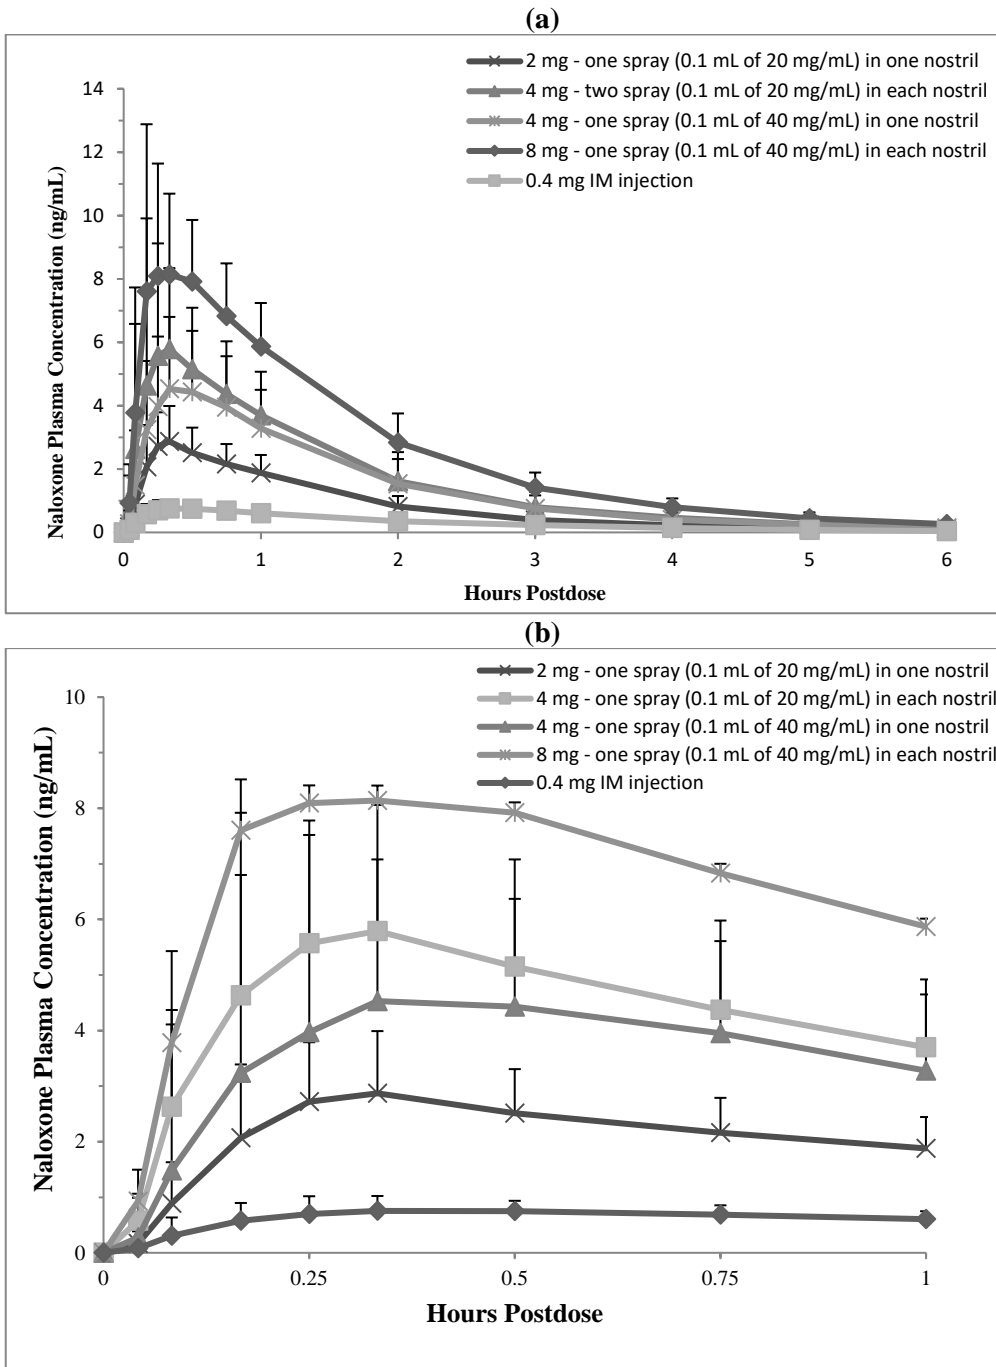 (a)
2 mg - one spray (0.1 mL of 20 mg/mL) in one nostril
4 mg - two spray (0.1 mL of 20 mg/mL) in each nostril
4 mg - one spray (0.1 mL of 40 mg/mL) in one nostril
8 mg - one spray (0.1 mL of 40 mg/mL) in each nostril
0.4 mg IM injection
Naloxone Plasma Concentration (ng/mL)
14
12
10
8
6
4
2
0
0 1 2 3 4 5 6
Hours Postdose
(b)
2 mg - one spray (0.1 mL of 20 mg/mL) in one nostril
4 mg - one spray (0.1 mL of 20 mg/mL) in each nostril
4 mg - one spray (0.1 mL of 40 mg/mL) in one nostril
8 mg - one spray (0.1 mL of 40 mg/mL) in each nostril
0.4 mg IM injection
Naloxone Plasma Concentration (ng/mL)
10
8
6
4
2
0
0 0.25 0.5 0.75 1
Hours Postdose